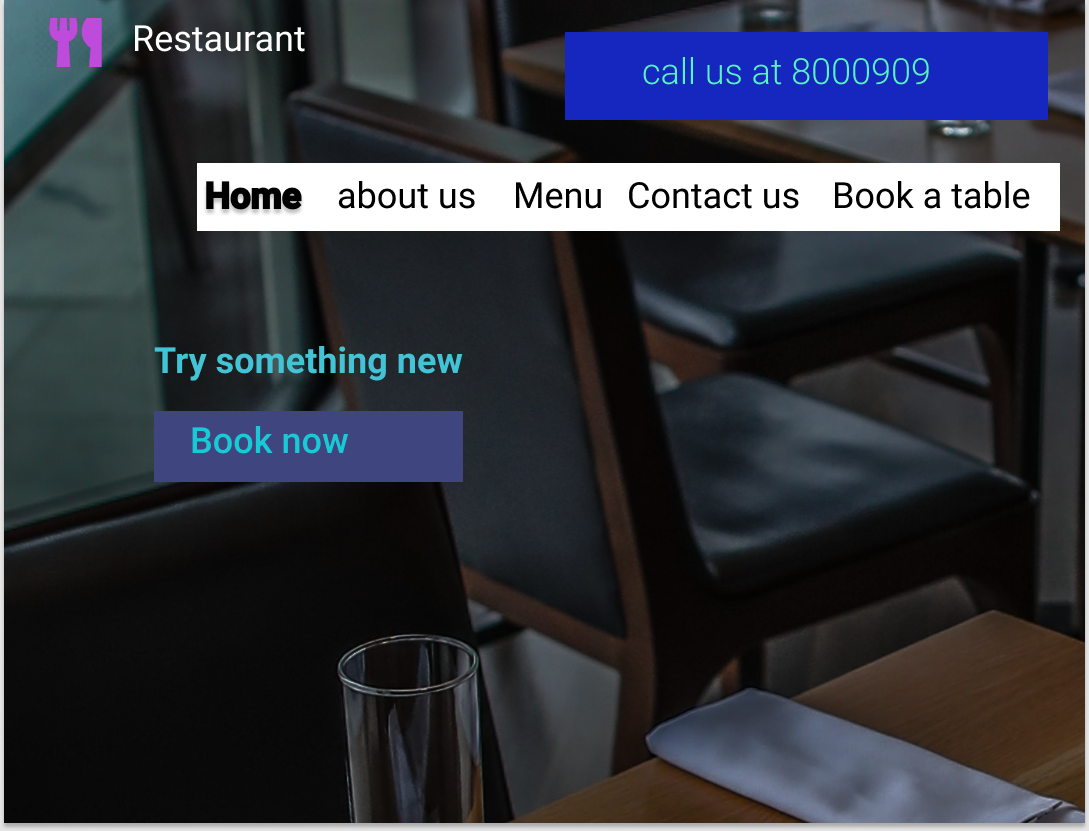 Restaurant
call us at 8000909
Home about us Menu Contact us Book a table
Try something new
Book now